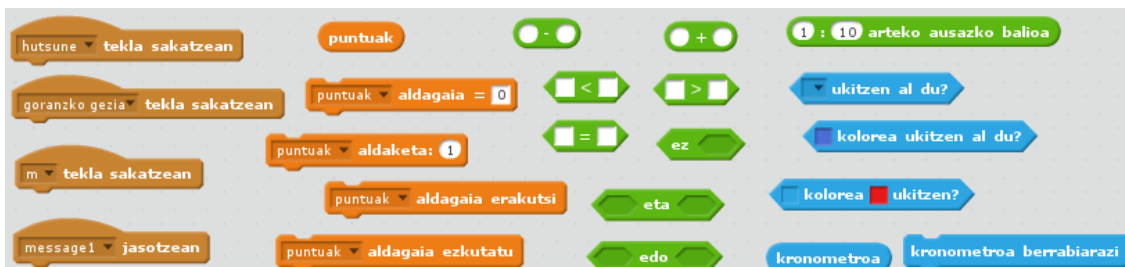 hutsune tekla sakatzean
puntuak
-
+
1 : 10 arteko ausazko balioa
goranzko gezia tekla sakatzean
puntuak aldagaia = 0
<
>
ukitzen al du?
puntuak aldaketa: 1
=
ez
kolorea ukitzen al du?
m tekla sakatzean
puntuak aldagaia erakutsi
eta
kolorea ukitzen?
message1 jasotzean
puntuak aldagaia ezkutatu
edo
kronometroa
kronometroa berrabiarazi